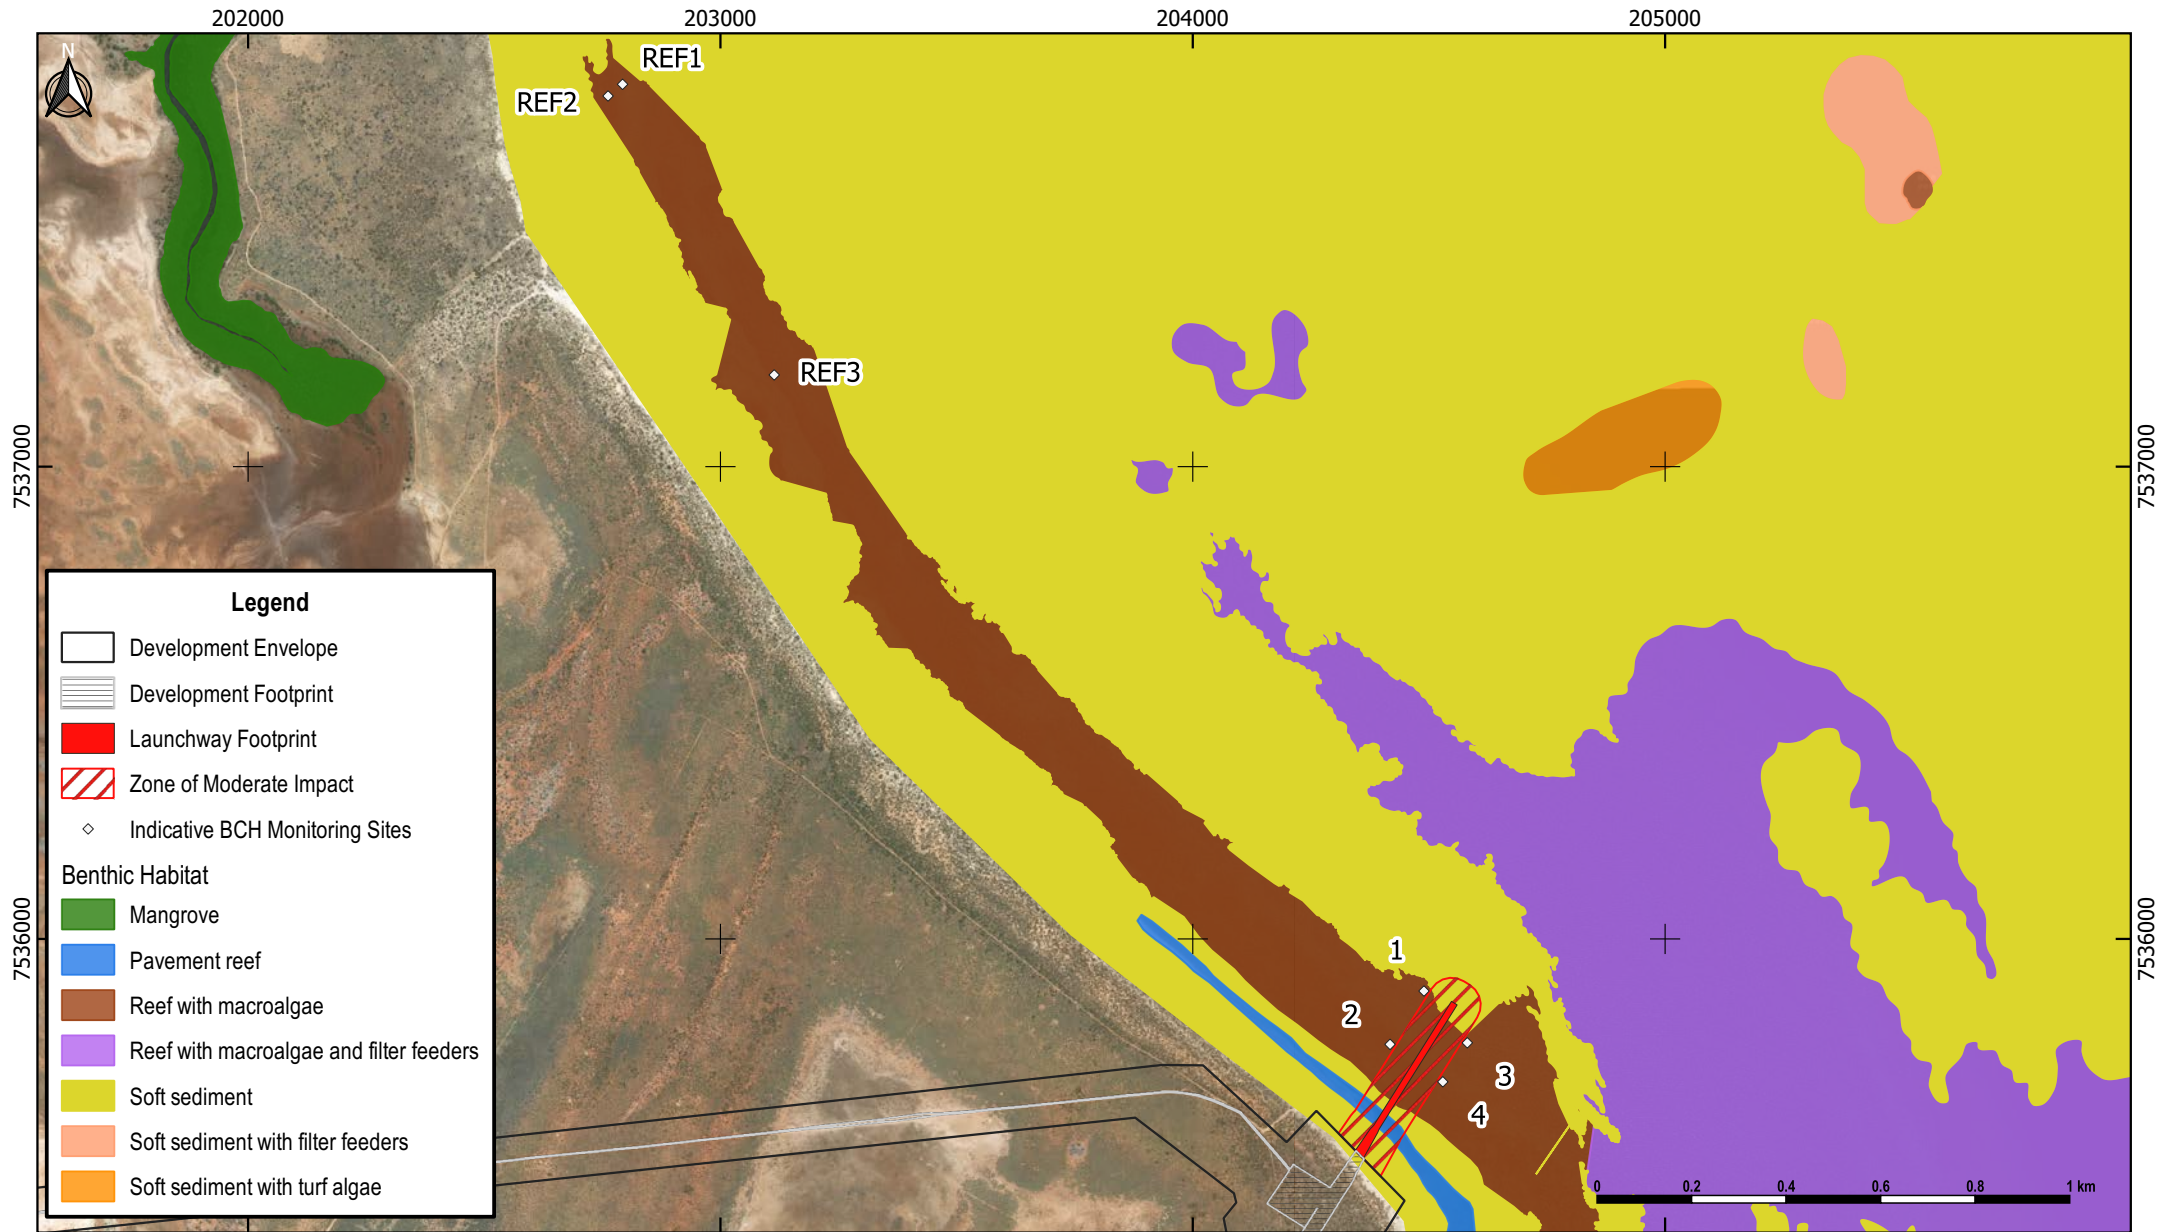 202000 203000 204000 205000
N
REF1
REF2
REF3
7537000 7537000
Legend
Development Envelope
Development Footprint
Launchway Footprint
Zone of Moderate Impact
Indicative BCH Monitoring Sites
Benthic Habitat
Mangrove
Pavement reef
Reef with macroalgae
Reef with macroalgae and filter feeders
Soft sediment
Soft sediment with filter feeders
Soft sediment with turf algae
7536000 7536000
1
2
3
4
0 0.2 0.4 0.6 0.8 1 km